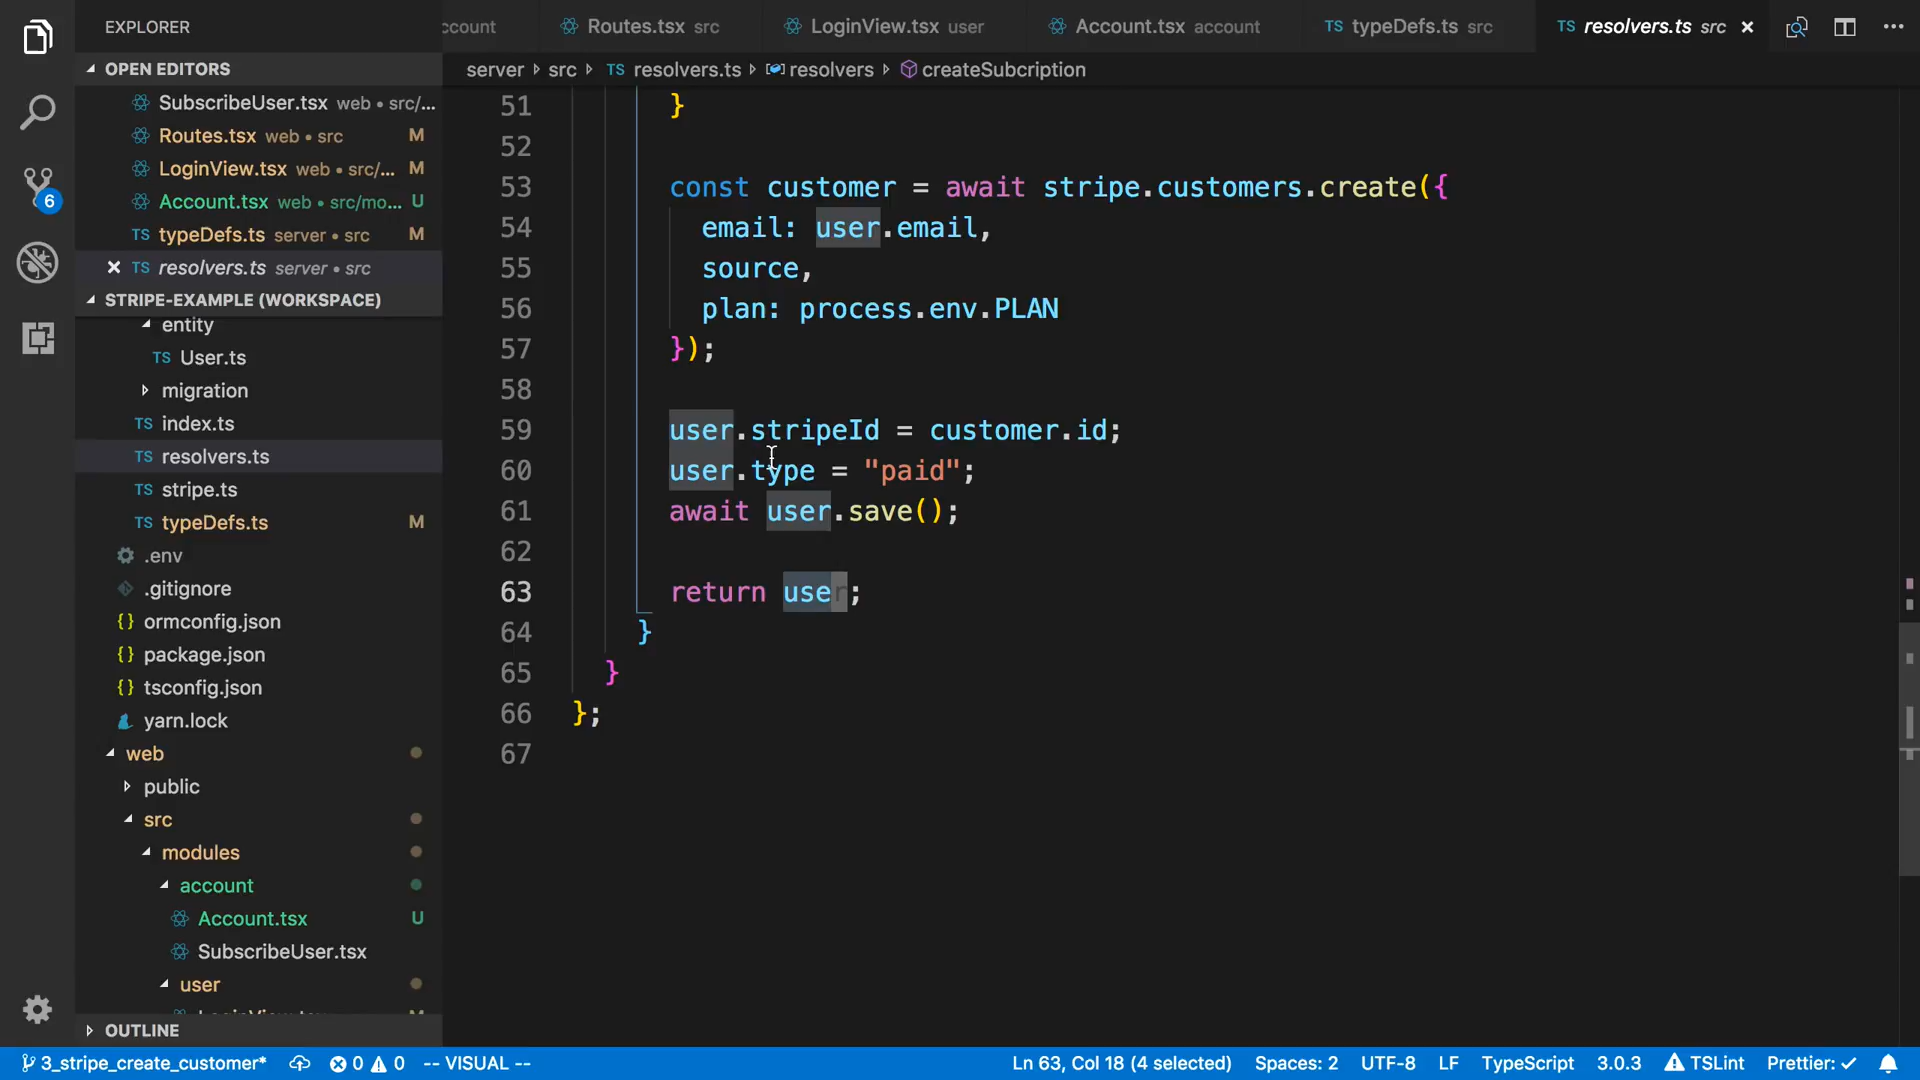 EXPLORER
ccount
Routes.tsx src
LoginView.tsx user
Account.tsx account
typeDefs.ts src
resolvers.ts src
OPEN EDITORS
server src TS resolvers.ts resolvers createSubcription
SubscribeUser.tsx web • src/...
Routes.tsx web • src M
LoginView.tsx web • src/... M
Account.tsx web • src/mo... U
TS typeDefs.ts server • src M
TS resolvers.ts server • src
STRIPE-EXAMPLE (WORKSPACE)
entity
TS User.ts
migration
TS index.ts
TS resolvers.ts
TS stripe.ts
TS typeDefs.ts M
.env
.gitignore
{} ormconfig.json
{} package.json
{} tsconfig.json
yarn.lock
web
public
src
modules
account
Account.tsx U
SubscribeUser.tsx
user
OUTLINE
6
51 }
52
53 const customer = await stripe.customers.create({
54 email: user.email,
55 source,
56 plan: process.env.PLAN
57 });
58
59 user.stripeId = customer.id;
60 user.type = "paid";
61 await user.save();
62
63 return user;
64 }
65 }
66 };
67
3_stripe_create_customer* 0 0 -- VISUAL -- Ln 63, Col 18 (4 selected) Spaces: 2 UTF-8 LF TypeScript 3.0.3 TSLint Prettier: ✓